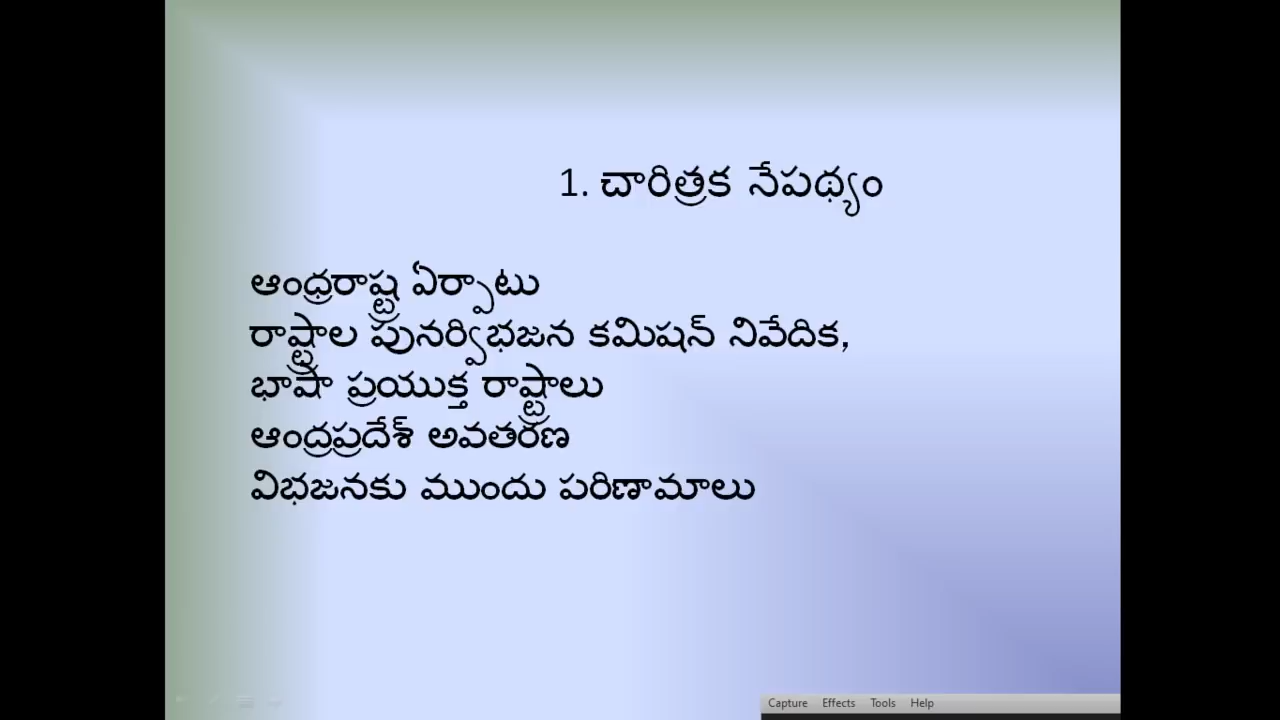 1. చారిత్రక నేపథ్యం
ఆంధ్రరాష్ట్ర ఏర్పాటు
రాష్ట్రాల పునర్విభజన కమిషన్ నివేదిక,
భాషా ప్రయుక్త రాష్ట్రాలు
ఆంద్రప్రదేశ్ అవతరణ
విభజనకు ముందు పరిణామాలు
Capture Effects Tools Help